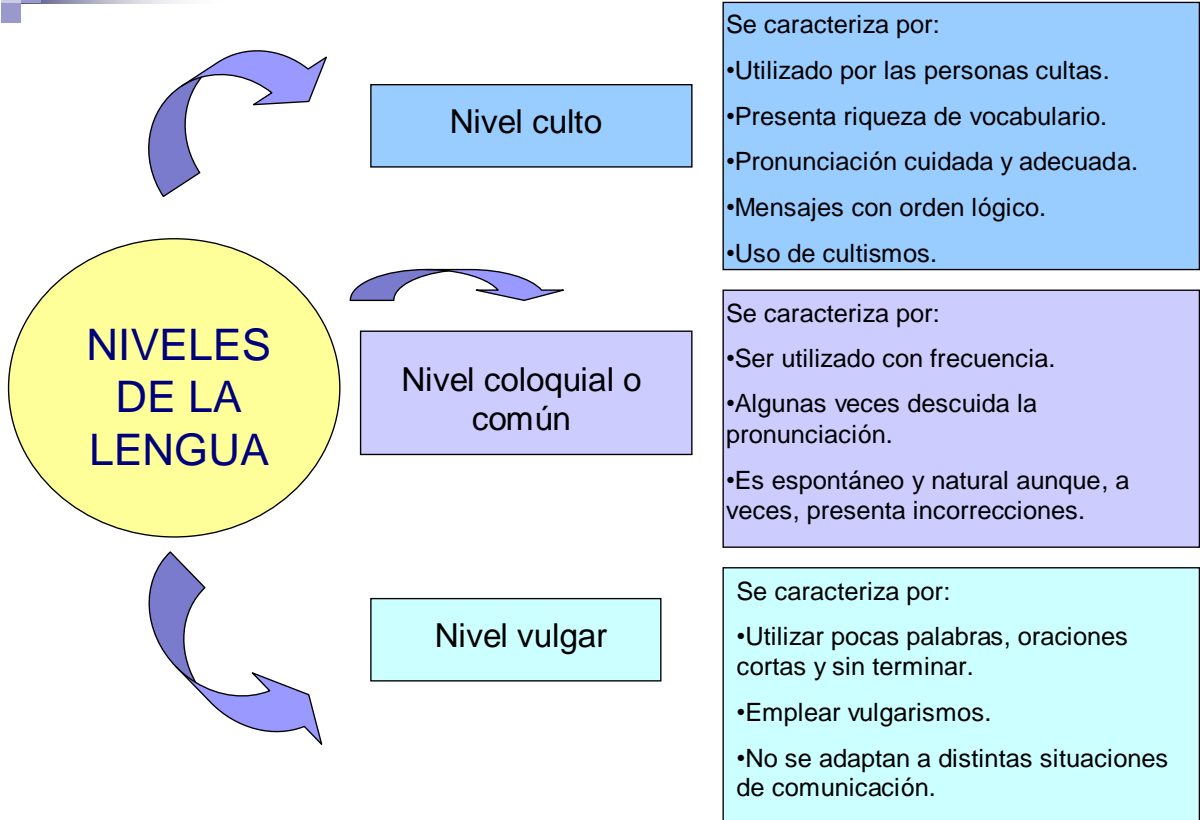 NIVELES
DE LA
LENGUA
Nivel culto
Se caracteriza por:
•Utilizado por las personas cultas.
•Presenta riqueza de vocabulario.
•Pronunciación cuidada y adecuada.
•Mensajes con orden lógico.
•Uso de cultismos.
Nivel coloquial o
común
Se caracteriza por:
•Ser utilizado con frecuencia.
•Algunas veces descuida la
pronunciación.
•Es espontáneo y natural aunque, a
veces, presenta incorrecciones.
Nivel vulgar
Se caracteriza por:
•Utilizar pocas palabras, oraciones
cortas y sin terminar.
•Emplear vulgarismos.
•No se adaptan a distintas situaciones
de comunicación.